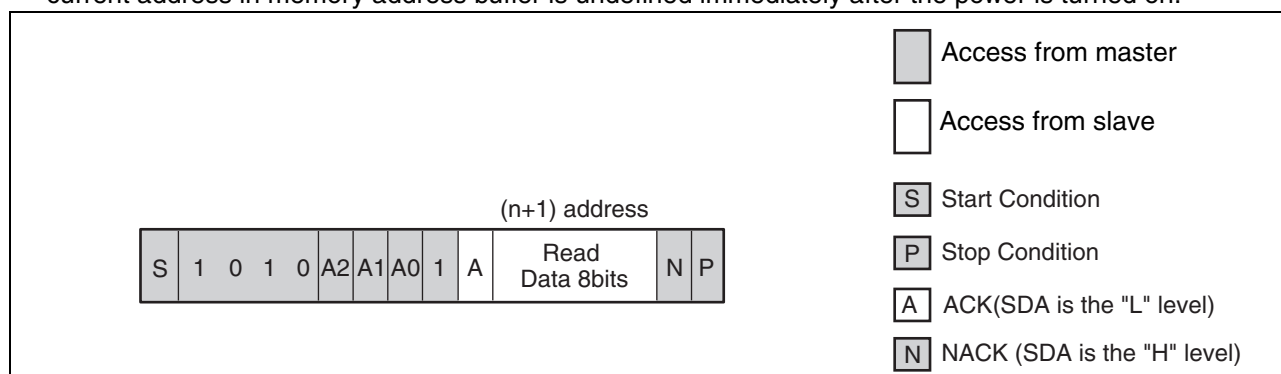 current address in memory address buffer is undefined immediately after the power is turned on.
Access from master
Access from slave
(n+1) address
S 1 0 1 0 A2 A1 A0 1 A Read Data 8bits N P
S Start Condition
P Stop Condition
A ACK(SDA is the "L" level)
N NACK (SDA is the "H" level)